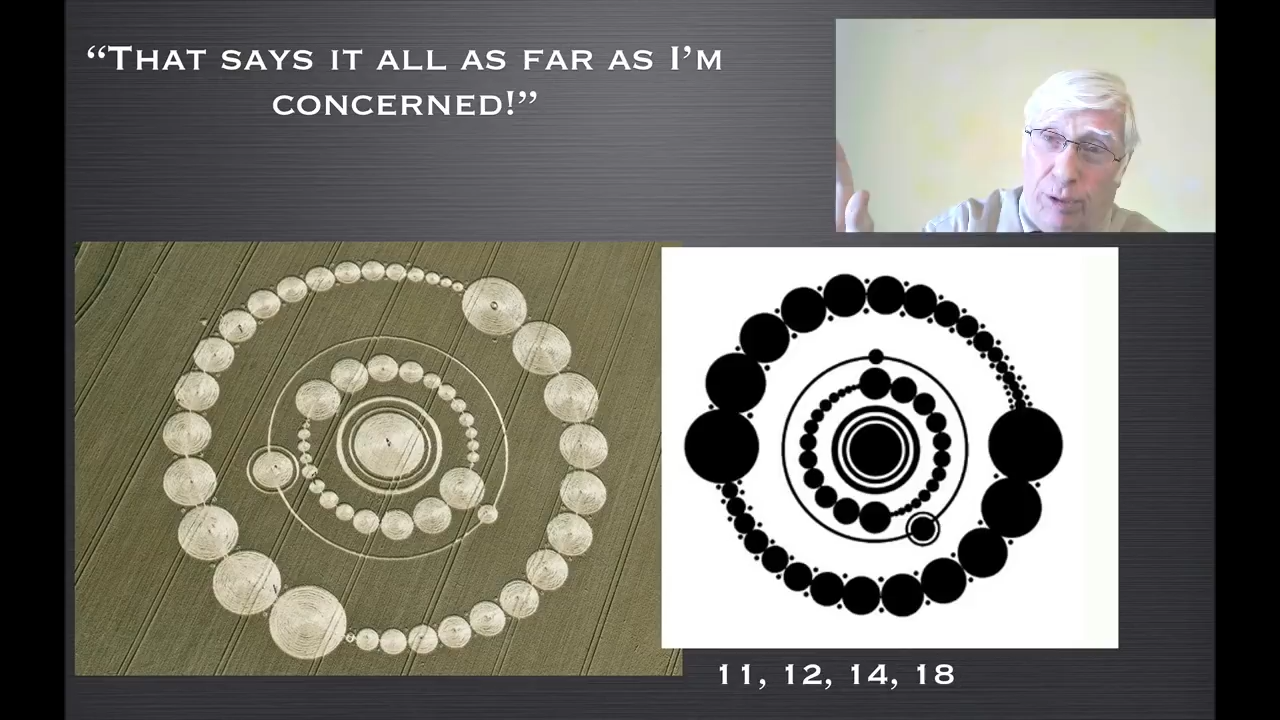 “THAT SAYS IT ALL AS FAR AS I’M
CONCERNED!”
11, 12, 14, 18